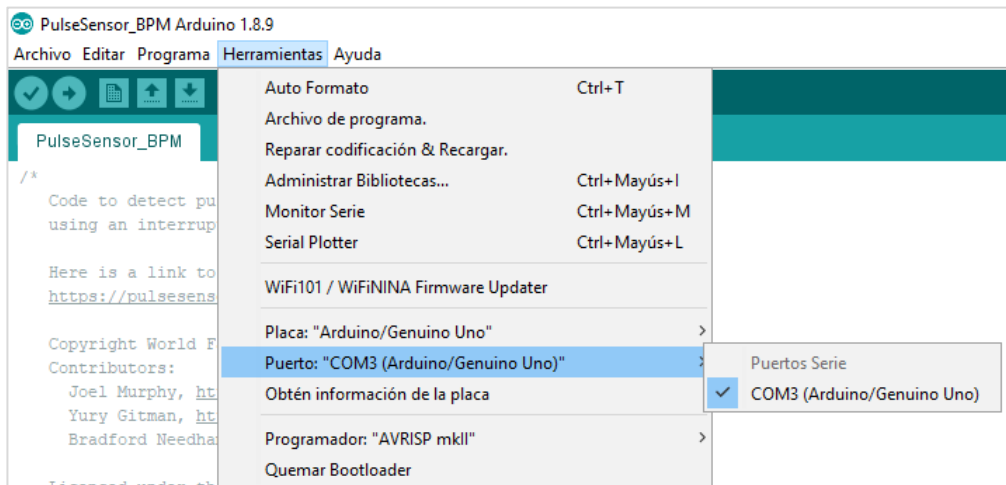 PulseSensor_BPM Arduino 1.8.9
Archivo Editar Programa Herramientas Ayuda
PulseSensor_BPM
Auto Formato Ctrl+T
Archivo de programa.
Reparar codificación & Recargar.
Administrar Bibliotecas... Ctrl+Mayús+I
Monitor Serie Ctrl+Mayús+M
Serial Plotter Ctrl+Mayús+L
WiFi101 / WiFiNINA Firmware Updater
Placa: "Arduino/Genuino Uno"
Puerto: "COM3 (Arduino/Genuino Uno)"
Obtén información de la placa
Programador: "AVRISP mkII"
Quemar Bootloader
Puertos Serie
COM3 (Arduino/Genuino Uno)
/*
Code to detect pu
using an interrup
Here is a link to
https://pulsesens
Copyright World F
Contributors:
Joel Murphy, ht
Yury Gitman, ht
Bradford Needha